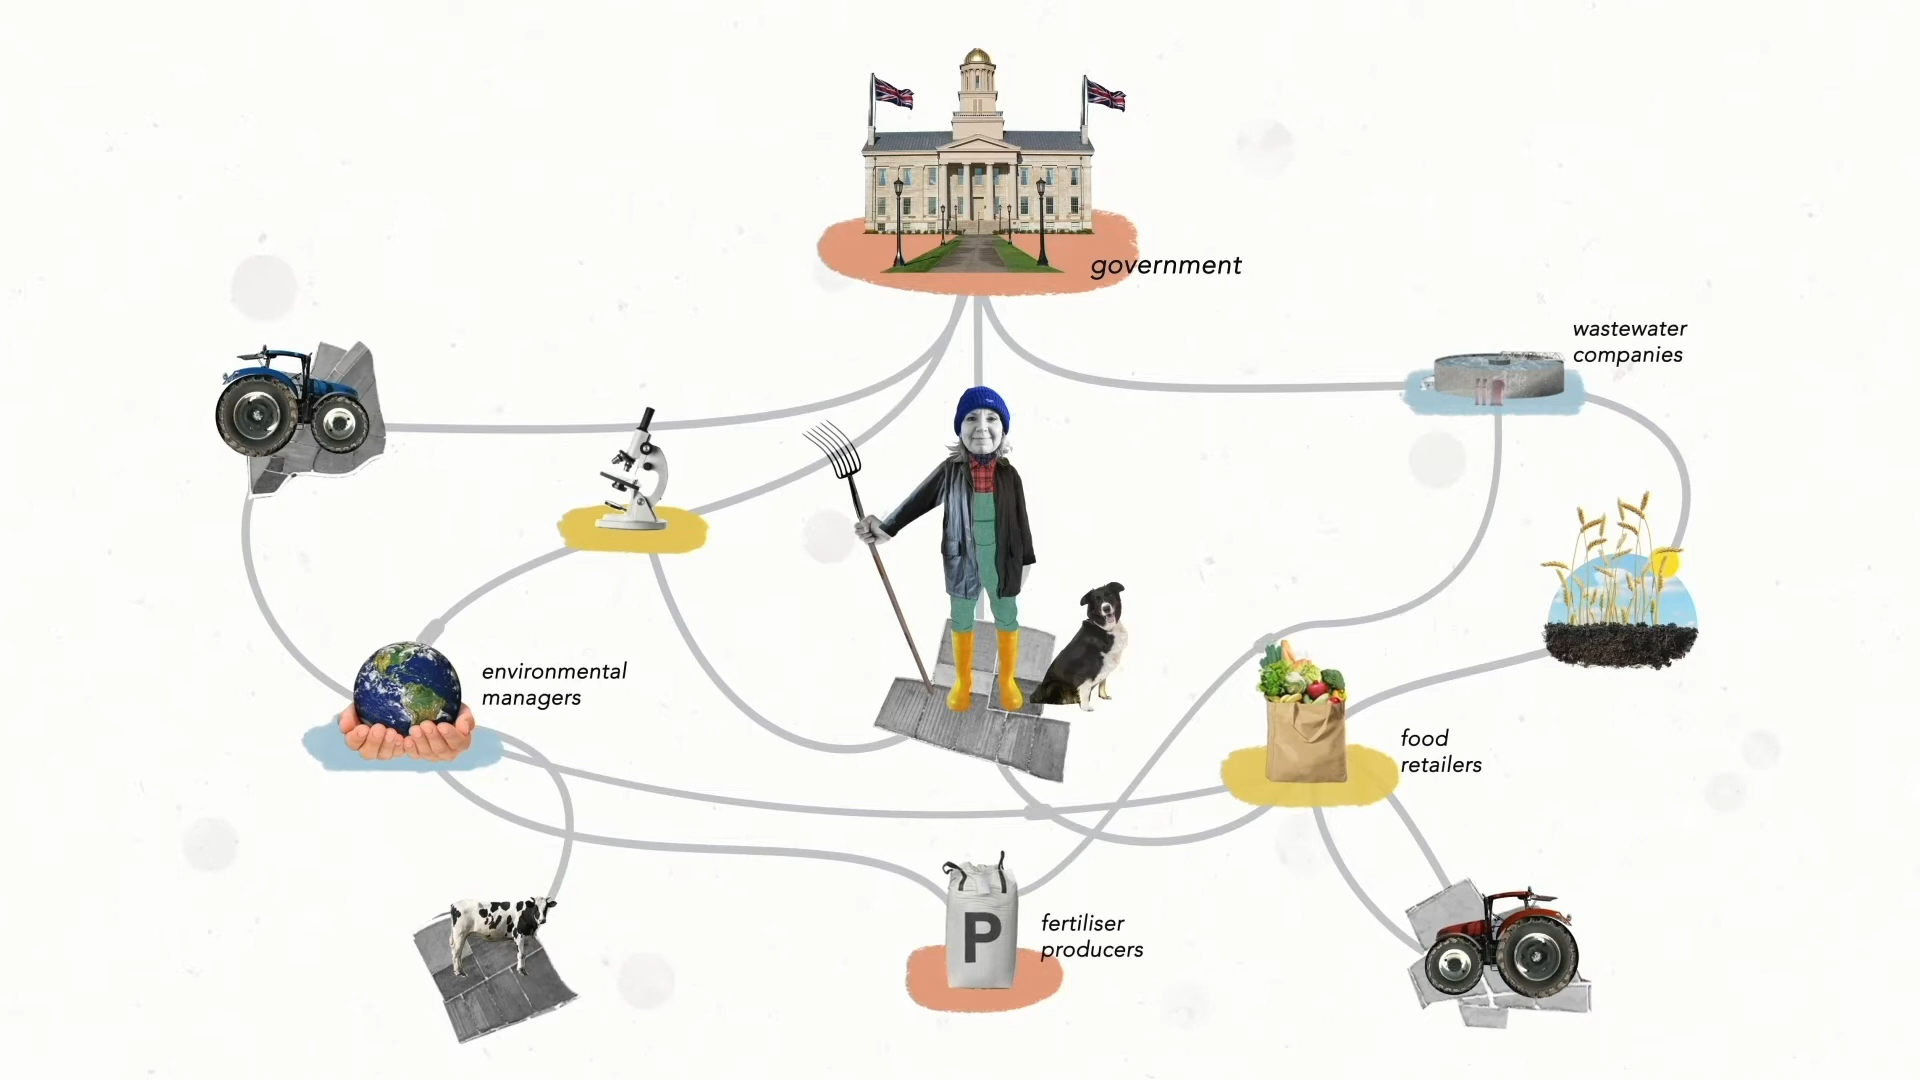 government
wastewater
companies
environmental
managers
food
retailers
P
fertiliser
producers